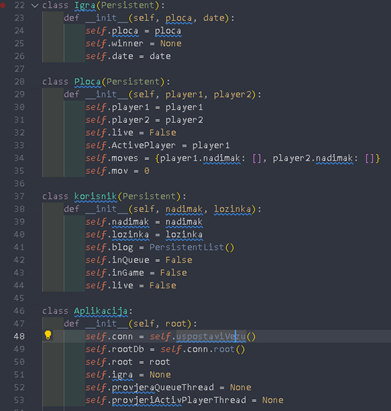 22 class Igra(Persistent):
23 def __init__(self, ploca, date):
24 self.ploca = ploca
25 self.winner = None
26 self.date = date
27
28 class Ploca(Persistent):
29 def __init__(self, player1, player2):
30 self.player1 = player1
31 self.player2 = player2
32 self.live = False
33 self.ActivePlayer = player1
34 self.moves = {player1.nadimak: [], player2.nadimak: []}
35 self.mov = 0
36
37 class korisnik(Persistent):
38 def __init__(self, nadimak, lozinka):
39 self.nadimak = nadimak
40 self.lozinka = lozinka
41 self.blog = PersistentList()
42 self.inQueue = False
43 self.inGame = False
44 self.live = False
45
46 class Aplikacija:
47 def __init__(self, root):
48 self.conn = self.uspostaviVezu()
49 self.rootDb = self.conn.root()
50 self.root = root
51 self.igra = None
52 self.provjeraQueueThread = None
53 self.provjeriActivPlayerThread = None